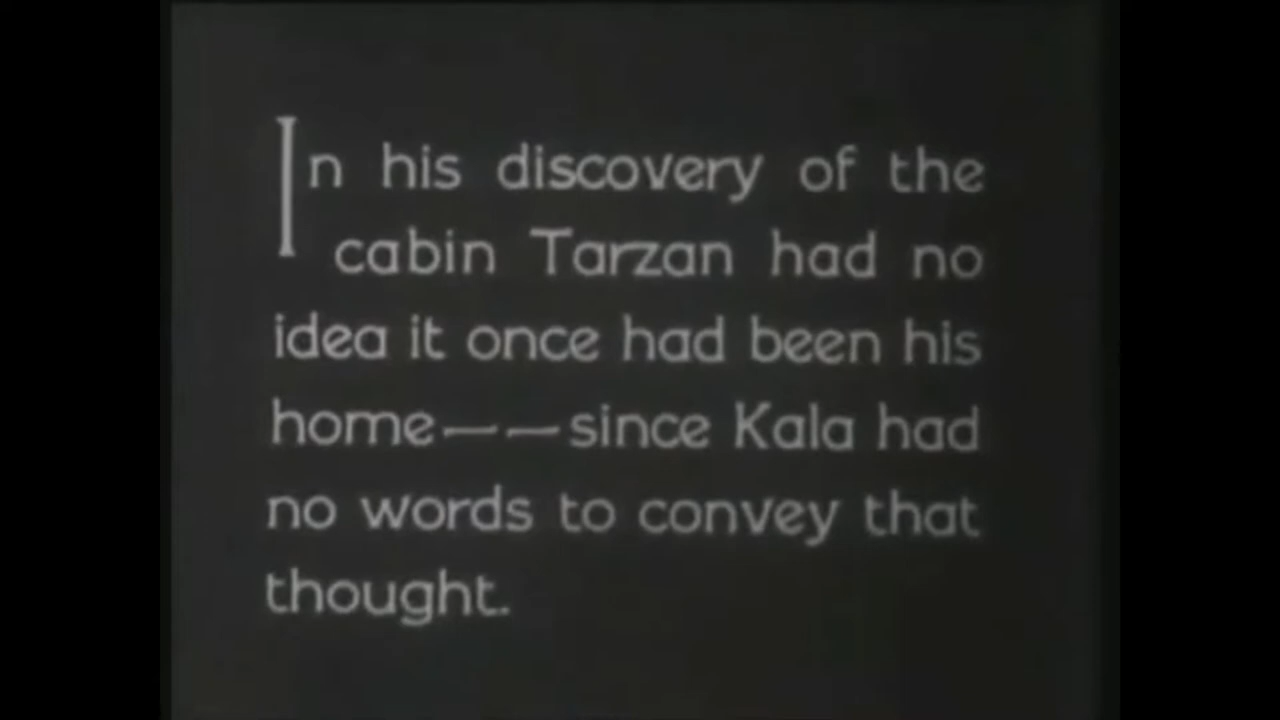 In his discovery of the
cabin Tarzan had no
idea it once had been his
home——since Kala had
no words to convey that
thought.